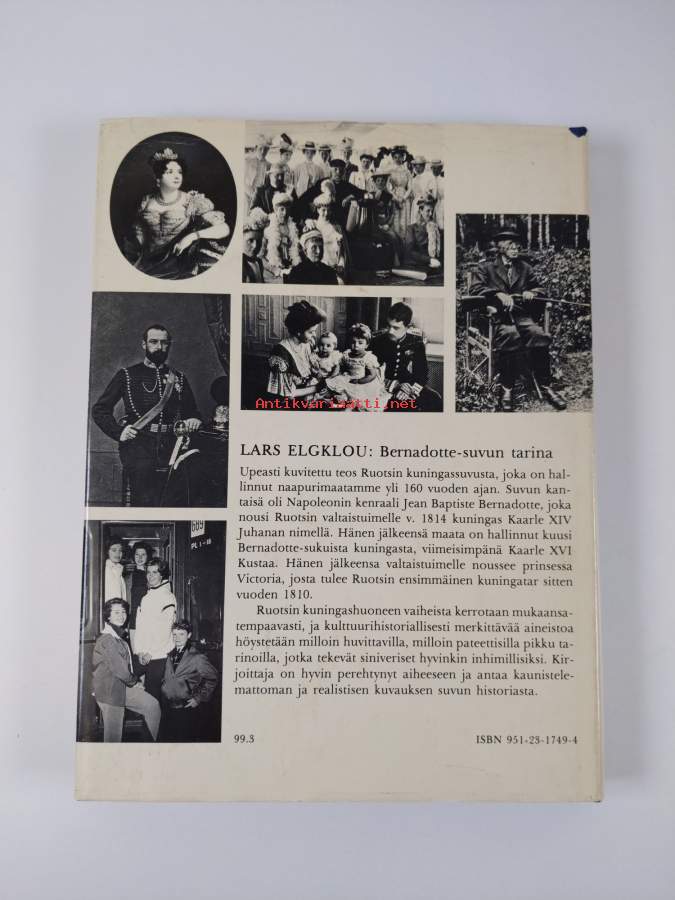 Antikvariaatti.net
LARS ELGKLOU: Bernadotte-suvun tarina
Upeasti kuvitettu teos Ruotsin kuningassuvusta, joka on hal-
linnut naapurimaatamme yli 160 vuoden ajan. Suvun kan-
taisä oli Napoleonin kenraali Jean Baptiste Bernadotte, joka
nousi Ruotsin valtaistuimelle v. 1814 kuningas Kaarle XIV
Juhanan nimellä. Hänen jälkeensä maata on hallinnut kuusi
Bernadotte-sukuista kuningasta, viimeisimpänä Kaarle XVI
Kustaa. Hänen jälkeensa valtaistuimelle noussee prinsessa
Victoria, josta tulee Ruotsin ensimmäinen kuningatar sitten
vuoden 1810.
Ruotsin kuningashuoneen vaiheista kerrotaan mukaansa-
tempaavasti, ja kulttuurihistoriallisesti merkittävää aineistoa
höystetään milloin huvittavilla, milloin pateettisilla pikku ta-
rinoilla, jotka tekevät siniveriset hyvinkin inhimillisiksi. Kir-
joittaja on hyvin perehtynyt aiheeseen ja antaa kaunistele-
mattoman ja realistisen kuvauksen suvun historiasta.
689
PL 1-18
99.3 ISBN 951-23-1749-4